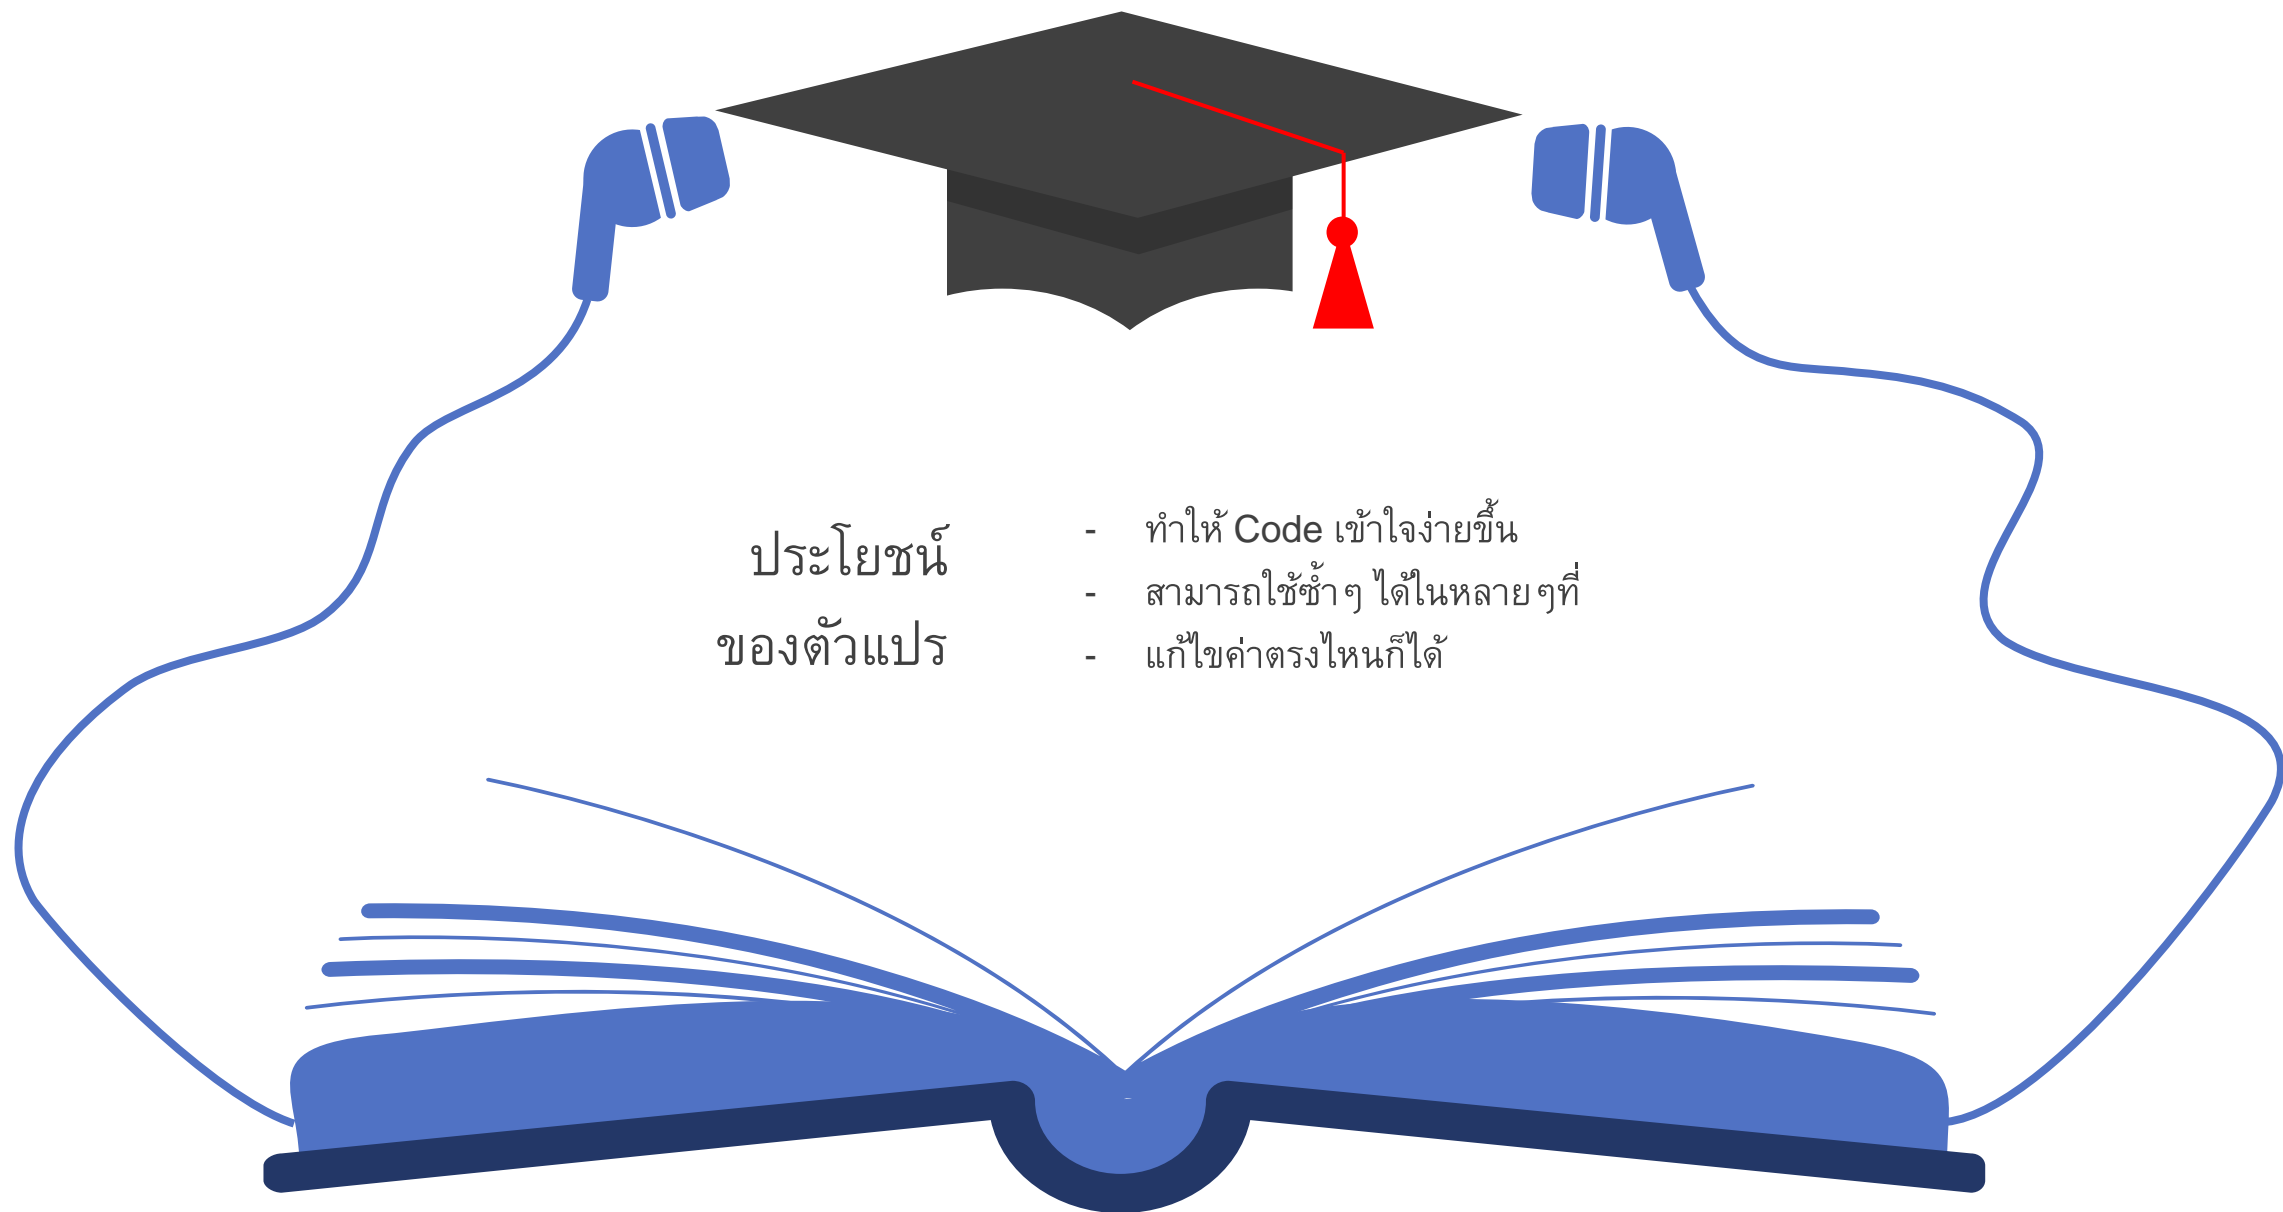 ประโยชน์
ของตัวแปร
- ทำให้ Code เข้าใจง่ายขึ้น
- สามารถใช้ซ้ำๆ ได้ในหลายๆที่
- แก้ไขค่าตรงไหนก็ได้